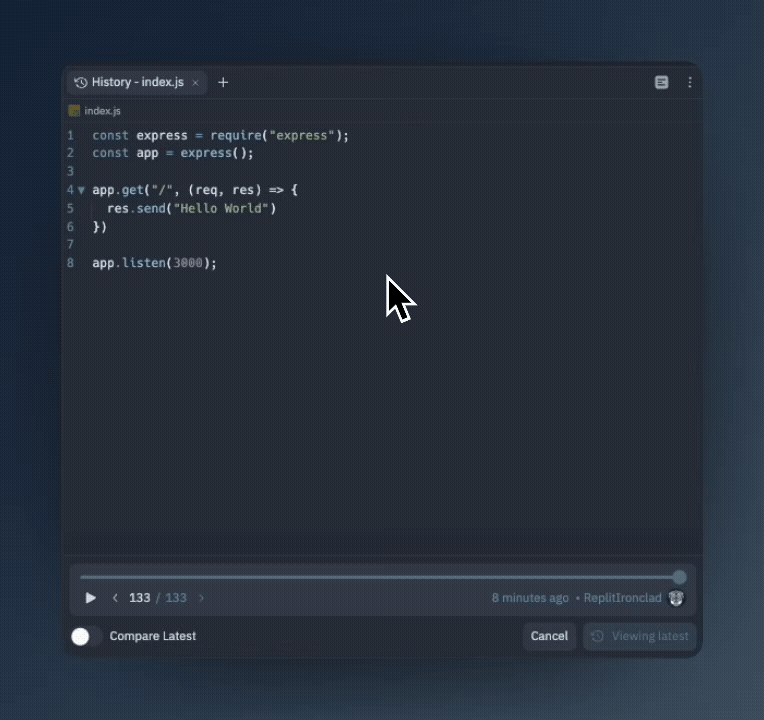 History - index.js × +
index.js
1 const express = require("express");
2 const app = express();
3
4 app.get("/", (req, res) => {
5 res.send("Hello World")
6 })
7
8 app.listen(3000);
133 / 133
8 minutes ago • ReplitIronclad
Compare Latest
Cancel
Viewing latest